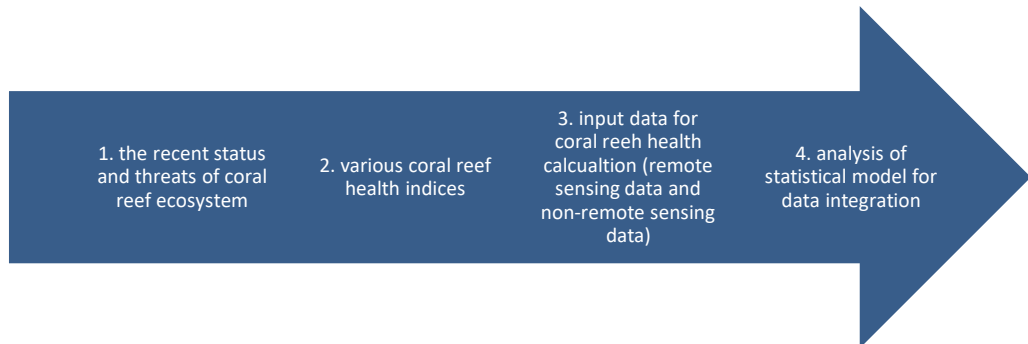 1. the recent status
and threats of coral
reef ecosystem
2. various coral reef
health indices
3. input data for
coral reeh health
calcualtion (remote
sensing data and
non-remote sensing
data)
4. analysis of
statistical model for
data integration